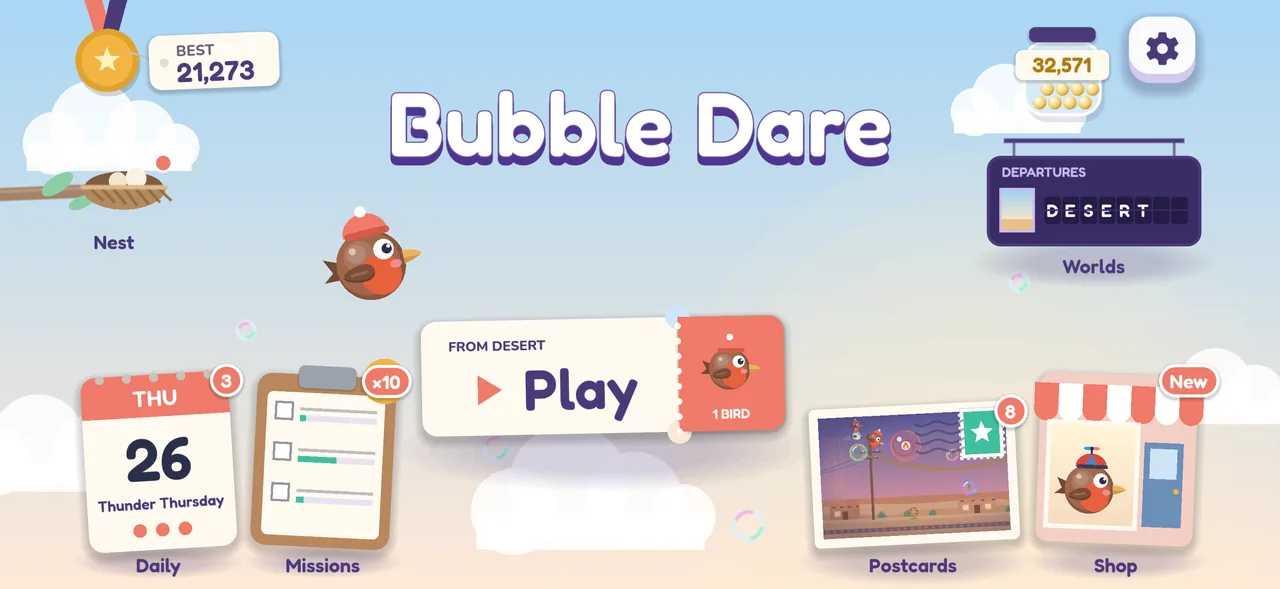 BEST
21,273
Bubble Dare
32,571
DEPARTURES
DESERT
Worlds
Nest
FROM DESERT
Play
1 BIRD
THU
3
26
Thunder Thursday
Daily
x10
Missions
8
Postcards
New
Shop